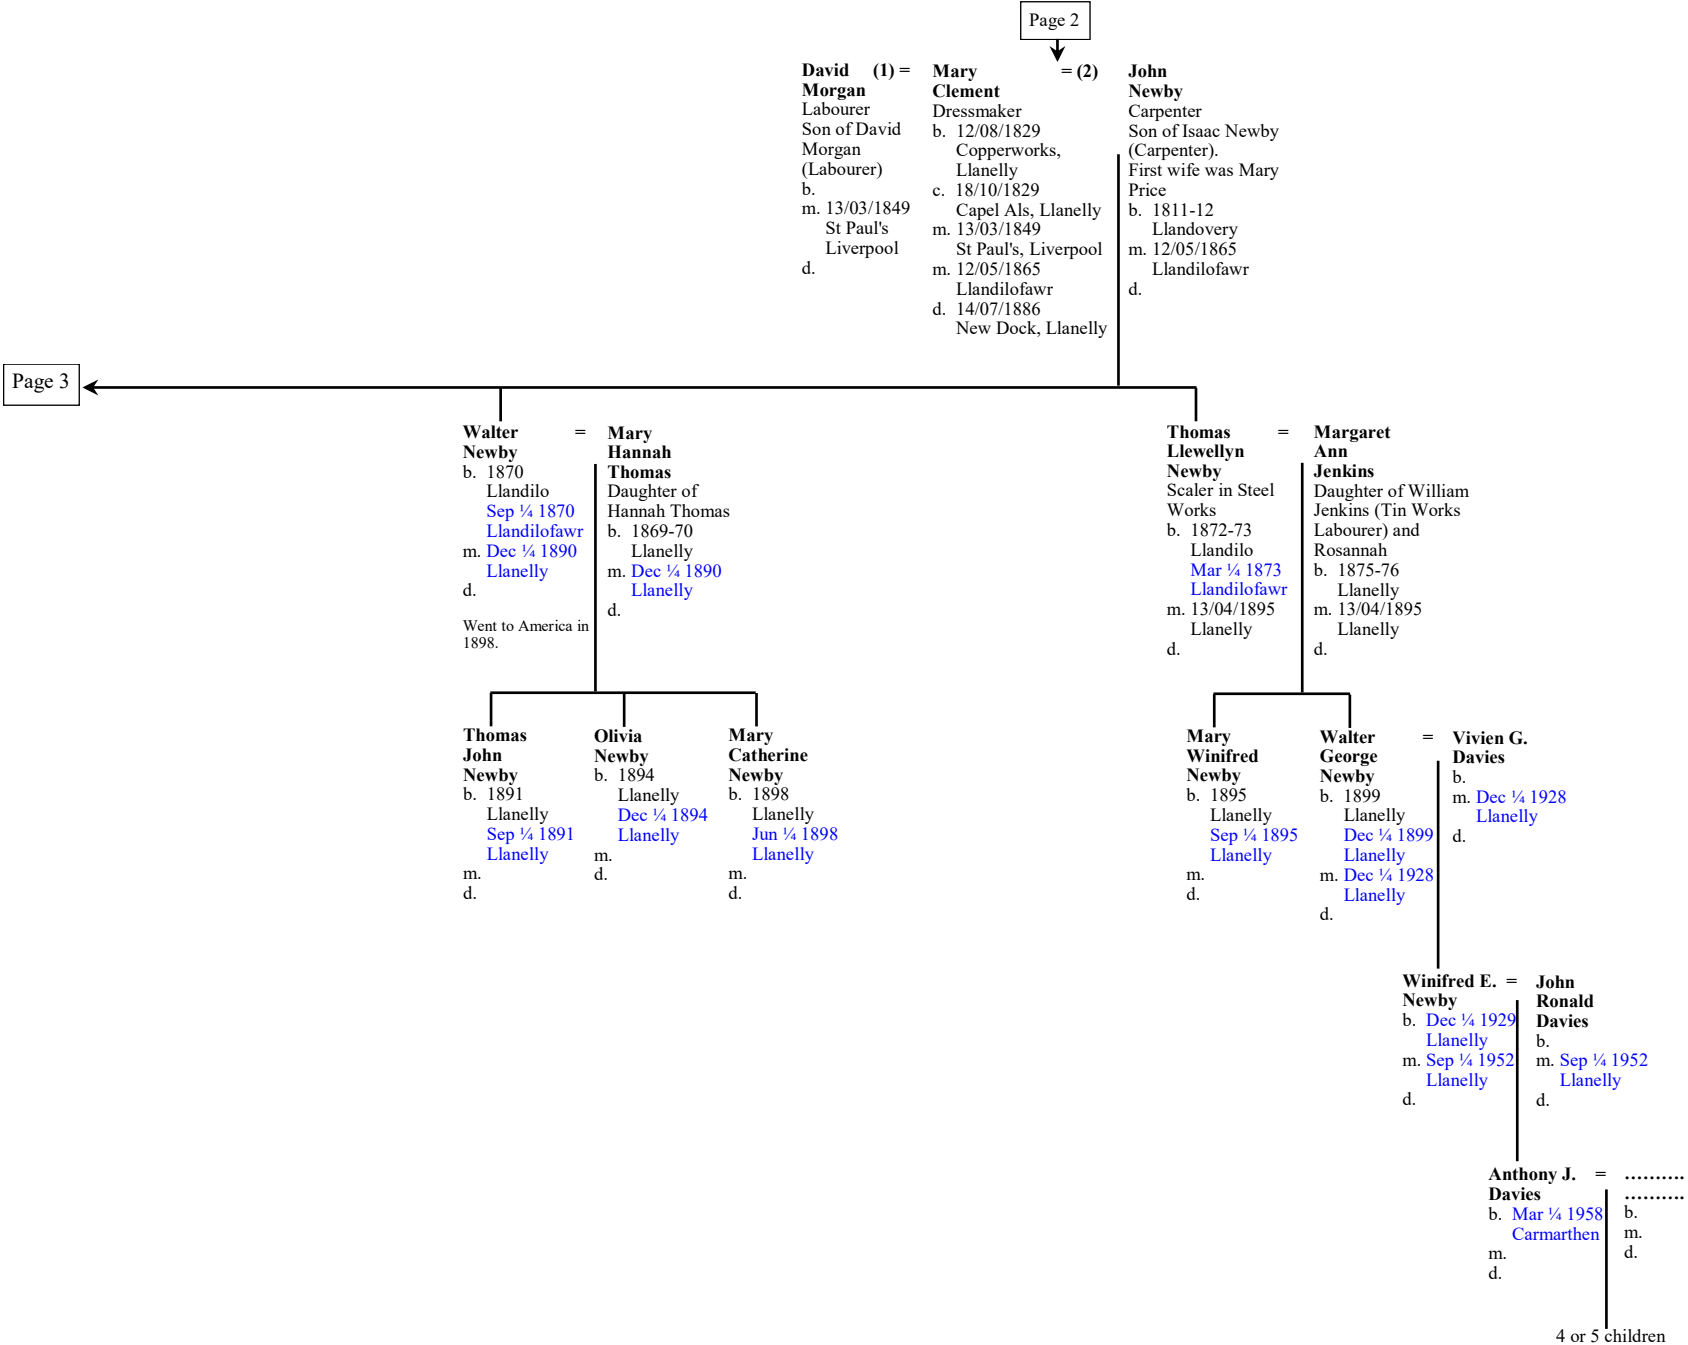 Page 2
David (1) =
Morgan
Labourer
Son of David
Morgan
(Labourer)
b.
m. 13/03/1849
St Paul's
Liverpool
d.
Mary = (2)
Clement
Dressmaker
b. 12/08/1829
Copperworks,
Llanelly
c. 18/10/1829
Capel Als, Llanelly
m. 13/03/1849
St Paul's, Liverpool
m. 12/05/1865
Llandilofawr
d. 14/07/1886
New Dock, Llanelly
John
Newby
Carpenter
Son of Isaac Newby
(Carpenter).
First wife was Mary
Price
b. 1811-12
Llandovery
m. 12/05/1865
Llandilofawr
d.
Page 3
Walter =
Newby
b. 1870
Llandilo
Sep ¼ 1870
Llandilofawr
m. Dec ¼ 1890
Llanelly
d.
Went to America in
1898.
Mary
Hannah
Thomas
Daughter of
Hannah Thomas
b. 1869-70
Llanelly
m. Dec ¼ 1890
Llanelly
d.
Thomas =
Llewellyn
Newby
Scaler in Steel
Works
b. 1872-73
Llandilo
Mar ¼ 1873
Llandilofawr
m. 13/04/1895
Llanelly
d.
Margaret
Ann
Jenkins
Daughter of William
Jenkins (Tin Works
Labourer) and
Rosannah
b. 1875-76
Llanelly
m. 13/04/1895
Llanelly
d.
Thomas
John
Newby
b. 1891
Llanelly
Sep ¼ 1891
Llanelly
m.
d.
Olivia
Newby
b. 1894
Llanelly
Dec ¼ 1894
Llanelly
m.
d.
Mary
Catherine
Newby
b. 1898
Llanelly
Jun ¼ 1898
Llanelly
m.
d.
Mary
Winifred
Newby
b. 1895
Llanelly
Sep ¼ 1895
Llanelly
m.
d.
Walter =
George
Newby
b. 1899
Llanelly
Dec ¼ 1899
Llanelly
m. Dec ¼ 1928
Llanelly
d.
Vivien G.
Davies
b.
m. Dec ¼ 1928
Llanelly
d.
Winifred E. =
Newby
b. Dec ¼ 1929
Llanelly
m. Sep ¼ 1952
Llanelly
d.
John
Ronald
Davies
b.
m. Sep ¼ 1952
Llanelly
d.
Anthony J. =
Davies
b. Mar ¼ 1958
Carmarthen
m.
d.
..........
..........
b.
m.
d.
4 or 5 children